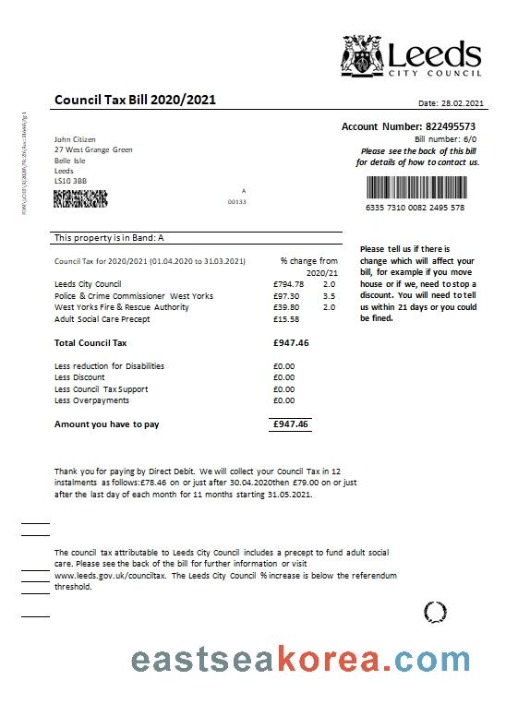 Leeds
CITY COUNCIL
Council Tax Bill 2020/2021
Date: 28.02.2021
Account Number: 822495573
Bill number: 6/0
Please see the back of this bill
for details of how to contact us.
John Citizen
27 West Grange Green
Belle Isle
Leeds
LS10 3BB
A
00133
6335 7310 0082 2495 578
This property is in Band: A
Council Tax for 2020/2021 (01.04.2020 to 31.03.2021) % change from
2020/21
Leeds City Council £794.78 2.0
Police & Crime Commissioner West Yorks £97.30 3.5
West Yorks Fire & Rescue Authority £39.80 2.0
Adult Social Care Precept £15.58
Total Council Tax £947.46
Less reduction for Disabilities £0.00
Less Discount £0.00
Less Council Tax Support £0.00
Less Overpayments £0.00
Amount you have to pay £947.46
Please tell us if there is
change which will affect your
bill, for example if you move
house or if we, need to stop a
discount. You will need to tell
us within 21 days or you could
be fined.
Thank you for paying by Direct Debit. We will collect your Council Tax in 12
instalments as follows:£78.46 on or just after 30.04.2020then £79.00 on or just
after the last day of each month for 11 months starting 31.05.2021.
The council tax attributable to Leeds City Council includes a precept to fund adult social
care. Please see the back of the bill for further information or visit
www.leeds.gov.uk/counciltax. The Leeds City Council % increase is below the referendum
threshold.
eastseakorea.com